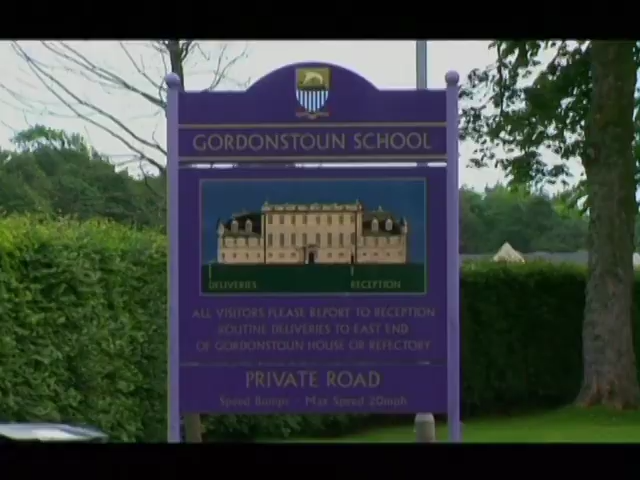 GORDONSTOUN SCHOOL
DELIVERIES RECEPTION
ALL VISITORS PLEASE REPORT TO RECEPTION
ROUTINE DELIVERIES TO EAST END
OF GORDONSTOUN HOUSE OR REFECTORY
PRIVATE ROAD
Speed Bumps - Max Speed 20mph